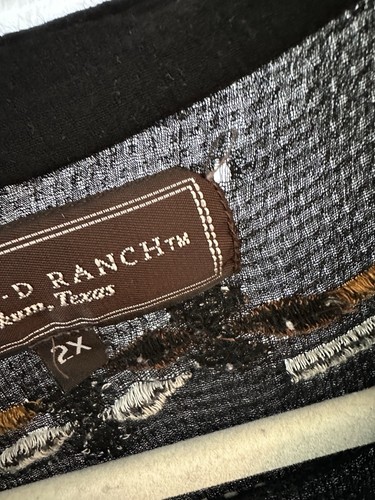 -D RANCH™
kum, Texas
2X